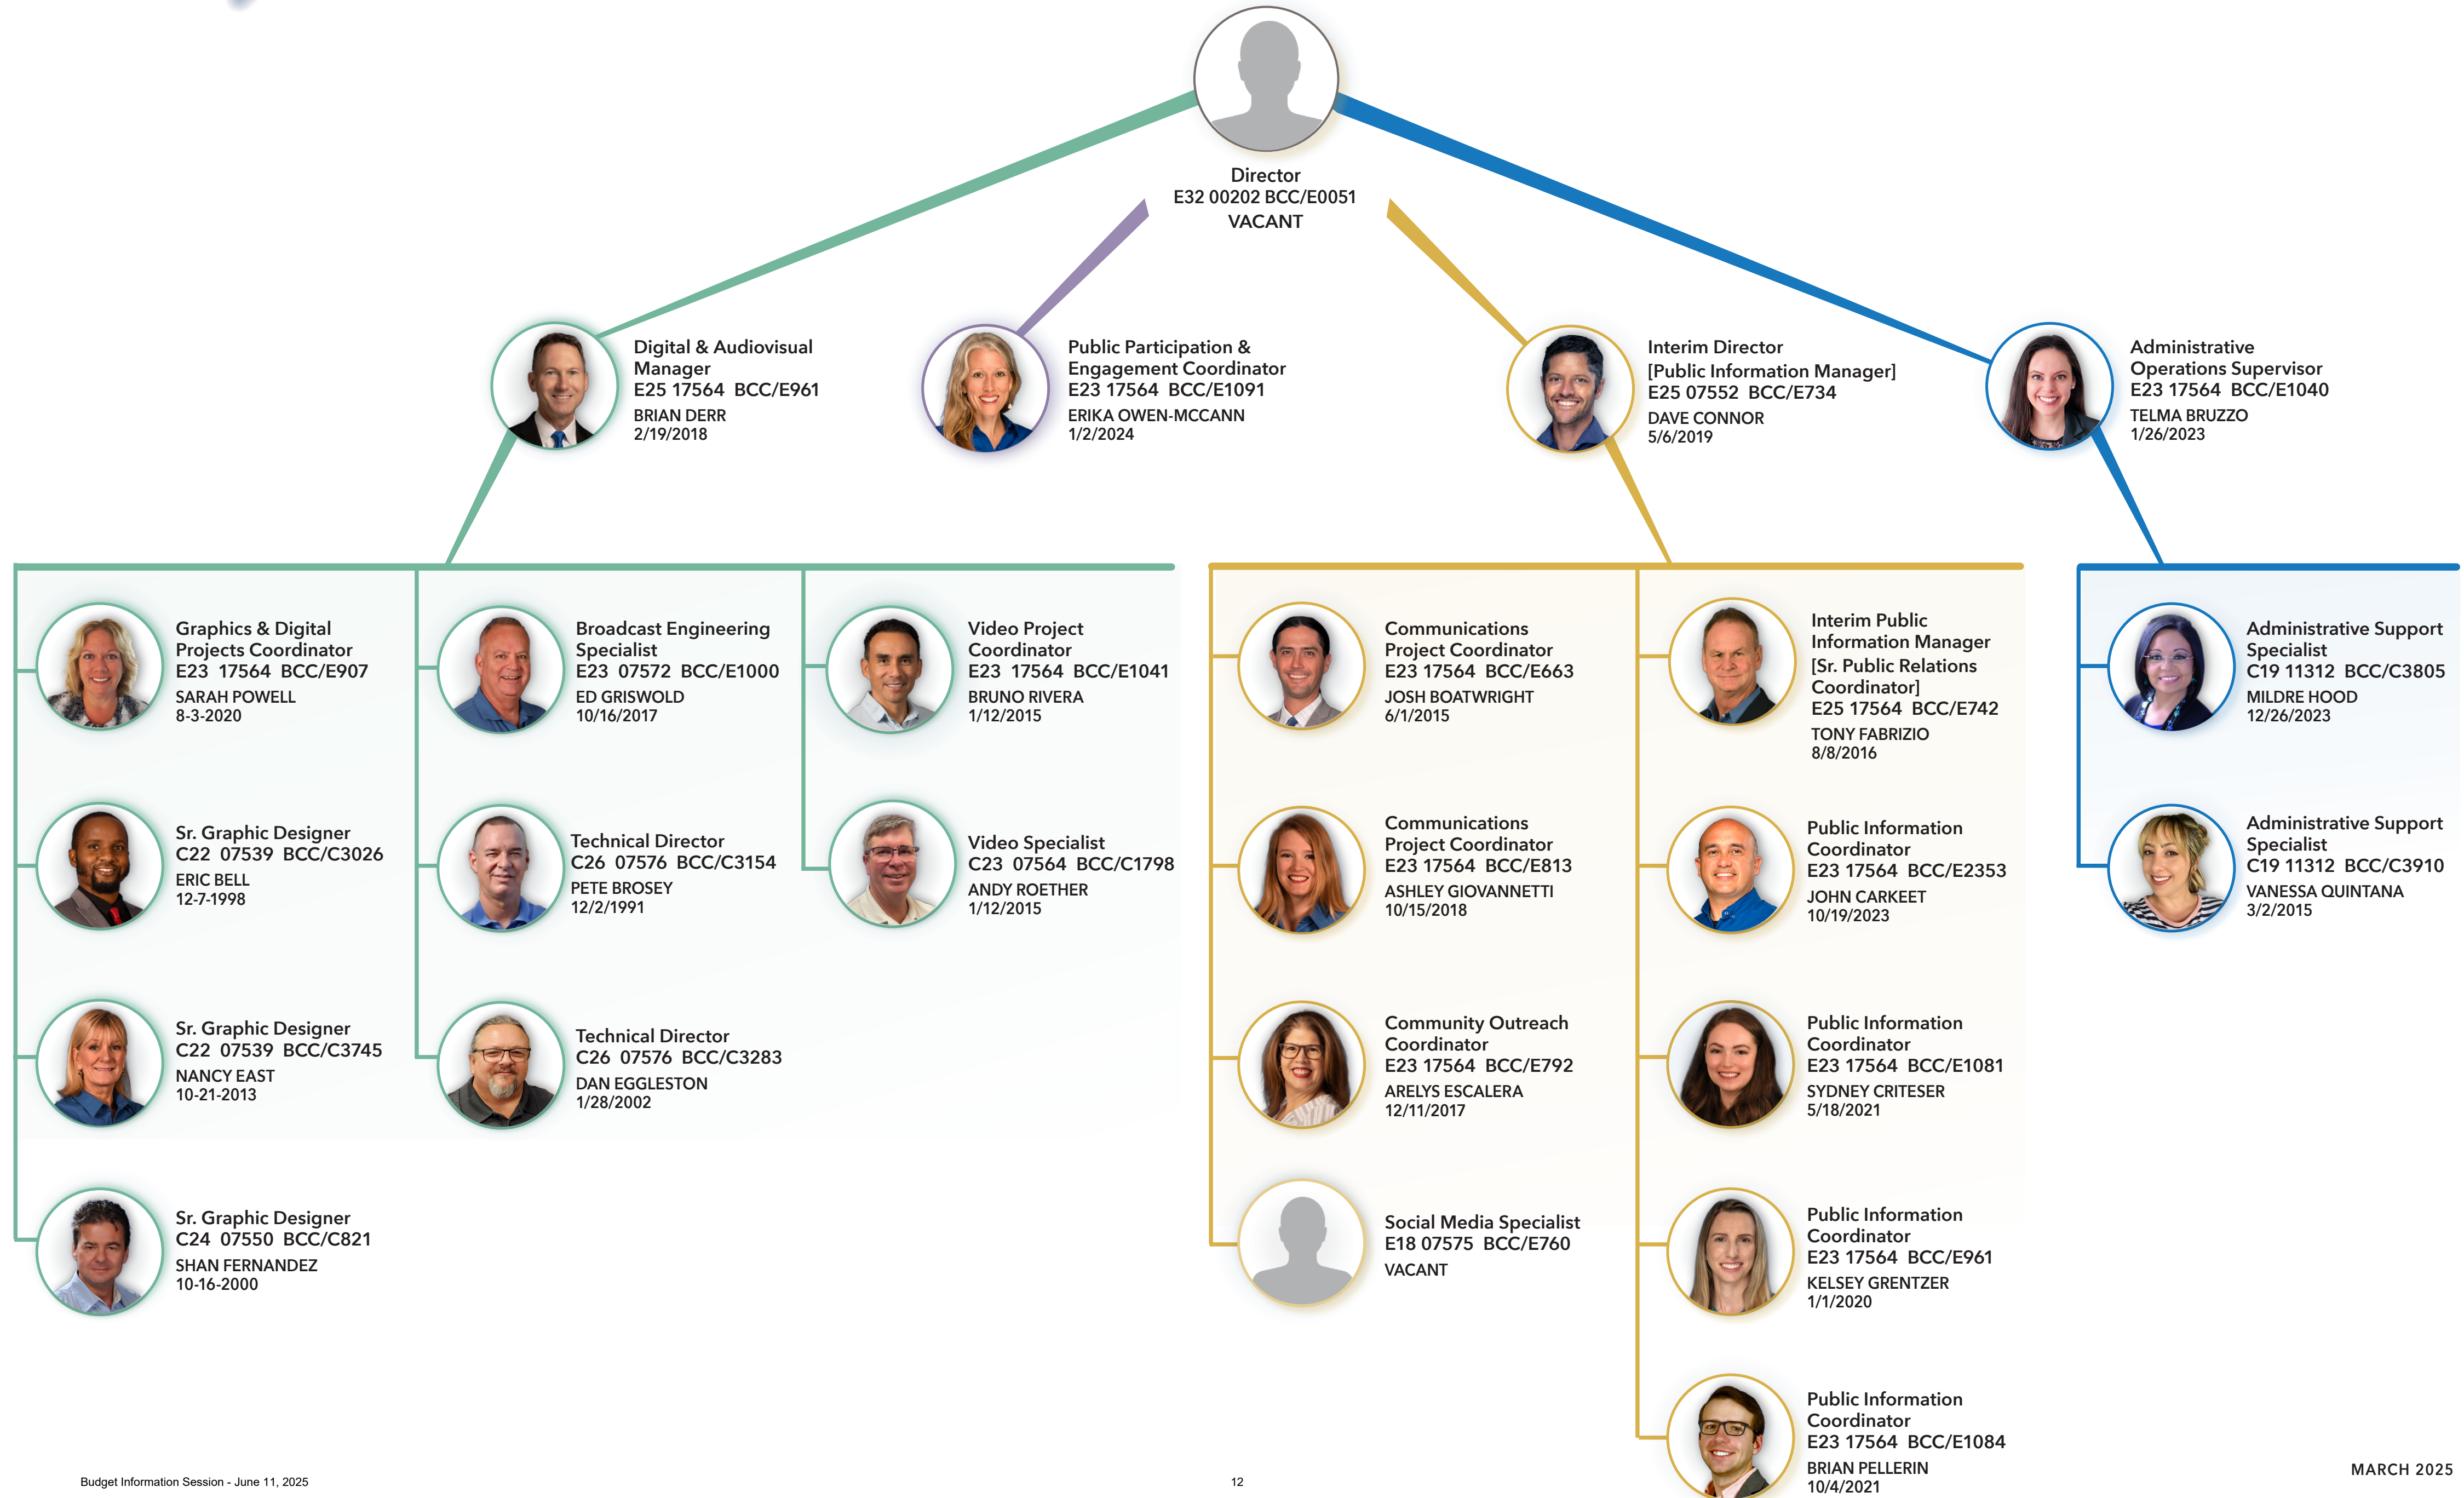 Director
E32 00202 BCC/E0051
VACANT
Digital & Audiovisual
Manager
E25 17564 BCC/E961
BRIAN DERR
2/19/2018
Public Participation &
Engagement Coordinator
E23 17564 BCC/E1091
ERIKA OWEN-MCCANN
1/2/2024
Interim Director
[Public Information Manager]
E25 07552 BCC/E734
DAVE CONNOR
5/6/2019
Administrative
Operations Supervisor
E23 17564 BCC/E1040
TELMA BRUZZO
1/26/2023
Graphics & Digital
Projects Coordinator
E23 17564 BCC/E907
SARAH POWELL
8-3-2020
Sr. Graphic Designer
C22 07539 BCC/C3026
ERIC BELL
12-7-1998
Sr. Graphic Designer
C22 07539 BCC/C3745
NANCY EAST
10-21-2013
Sr. Graphic Designer
C24 07550 BCC/C821
SHAN FERNANDEZ
10-16-2000
Broadcast Engineering
Specialist
E23 07572 BCC/E1000
ED GRISWOLD
10/16/2017
Technical Director
C26 07576 BCC/C3154
PETE BROSEY
12/2/1991
Technical Director
C26 07576 BCC/C3283
DAN EGGLESTON
1/28/2002
Video Project
Coordinator
E23 17564 BCC/E1041
BRUNO RIVERA
1/12/2015
Video Specialist
C23 07564 BCC/C1798
ANDY ROETHER
1/12/2015
Communications
Project Coordinator
E23 17564 BCC/E663
JOSH BOATWRIGHT
6/1/2015
Communications
Project Coordinator
E23 17564 BCC/E813
ASHLEY GIOVANNETTI
10/15/2018
Community Outreach
Coordinator
E23 17564 BCC/E792
ARELYS ESCALERA
12/11/2017
Social Media Specialist
E18 07575 BCC/E760
VACANT
Interim Public
Information Manager
[Sr. Public Relations
Coordinator]
E25 17564 BCC/E742
TONY FABRIZIO
8/8/2016
Public Information
Coordinator
E23 17564 BCC/E2353
JOHN CARKEET
10/19/2023
Public Information
Coordinator
E23 17564 BCC/E1081
SYDNEY CRITESER
5/18/2021
Public Information
Coordinator
E23 17564 BCC/E961
KELSEY GRENTZER
1/1/2020
Public Information
Coordinator
E23 17564 BCC/E1084
BRIAN PELLERIN
10/4/2021
Administrative Support
Specialist
C19 11312 BCC/C3805
MILDRE HOOD
12/26/2023
Administrative Support
Specialist
C19 11312 BCC/C3910
VANESSA QUINTANA
3/2/2015
Budget Information Session - June 11, 2025
12
MARCH 2025